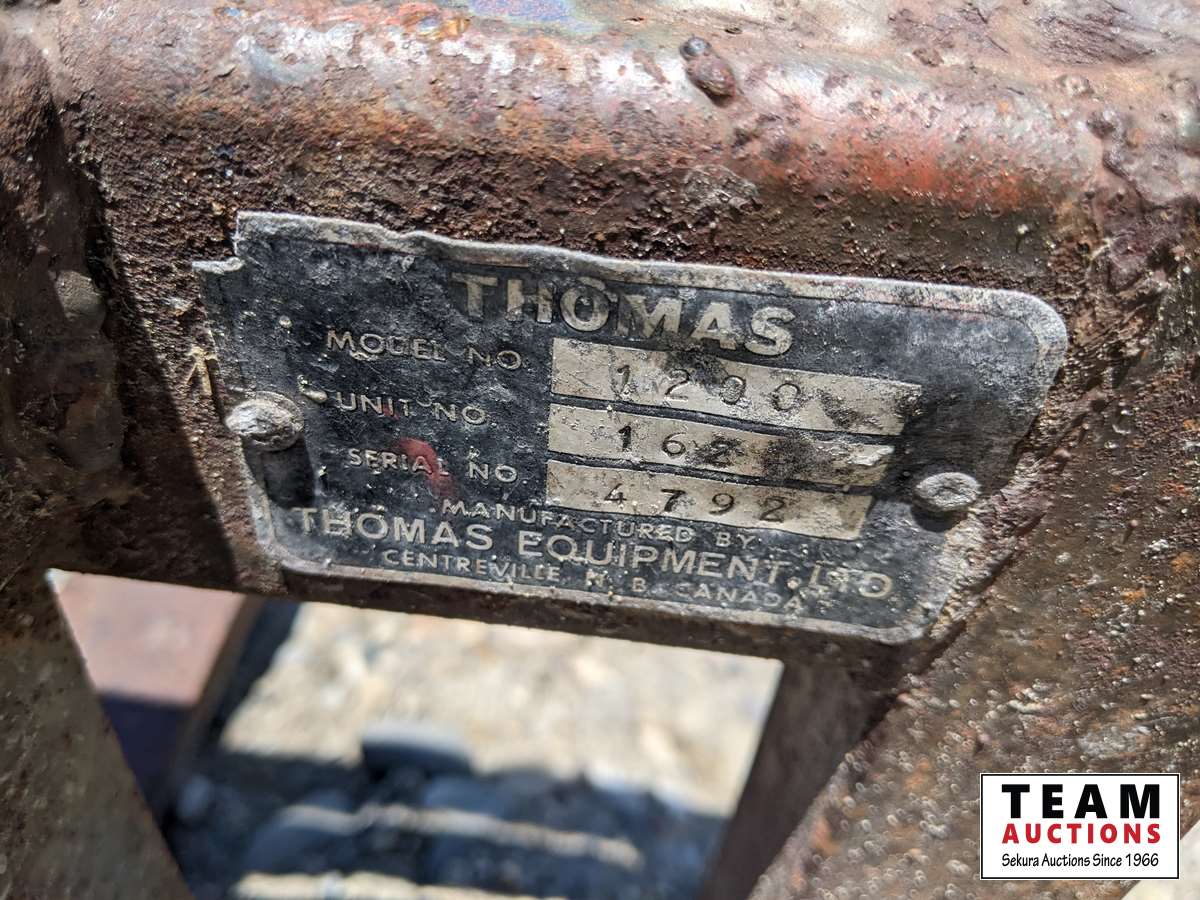 THOMAS
MODEL NO. 1200
UNIT NO. 162
SERIAL NO. 4792
MANUFACTURED BY
THOMAS EQUIPMENT, LTD
CENTREVILLE, N. B. CANADA
TEAM
AUCTIONS
Sekura Auctions Since 1966